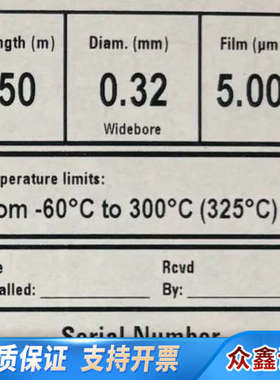 ngth (m) Diam. (mm) Film (µm
50 0.32 5.00
Widebore
perature limits:
om -60°C to 300°C (325°C)
e Rcvd
alled: By:
Serial Number
质保证 支持开票 众鑫